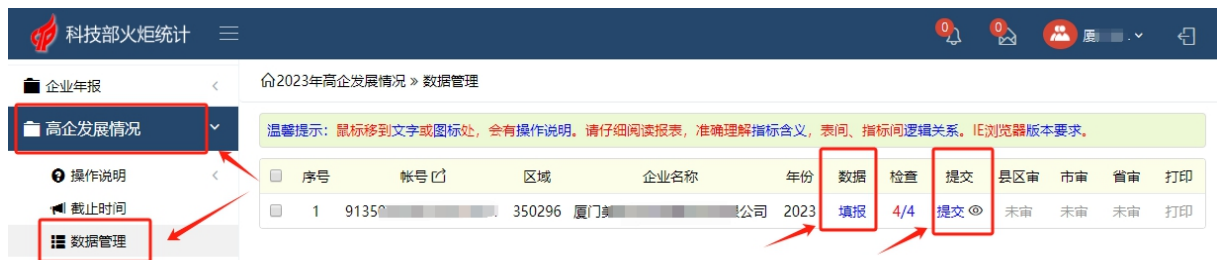 科技部火炬统计
0
0
厦 .
企业年报
2023年高企发展情况 » 数据管理
高企发展情况
温馨提示：鼠标移到文字或图标处，会有操作说明。请仔细阅读报表，准确理解指标含义，表间、指标间逻辑关系。IE浏览器版本要求。
操作说明
序号 帐号 区域 企业名称 年份 数据 检查 提交 县区审 市审 省审 打印
截止时间
1 9135 350296 厦门 公司 2023 填报 4/4 提交 未审 未审 未审 打印
数据管理